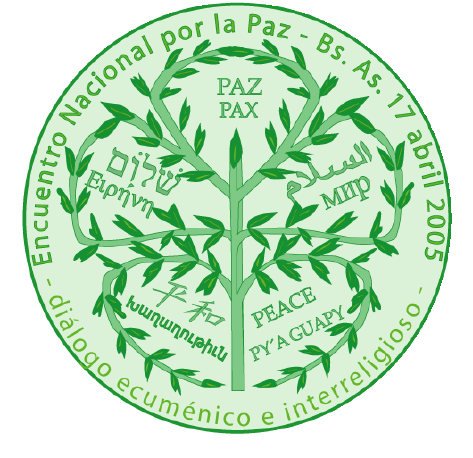 Encuentro Nacional por la Paz - Bs. As. 17 abril 2005
- diálogo ecuménico e interreligioso -
PAZ
PAX
שלום
Ειρήνη
السلام
мир
平和
Խաղաղութիւն
PEACE
PY'A GUAPY